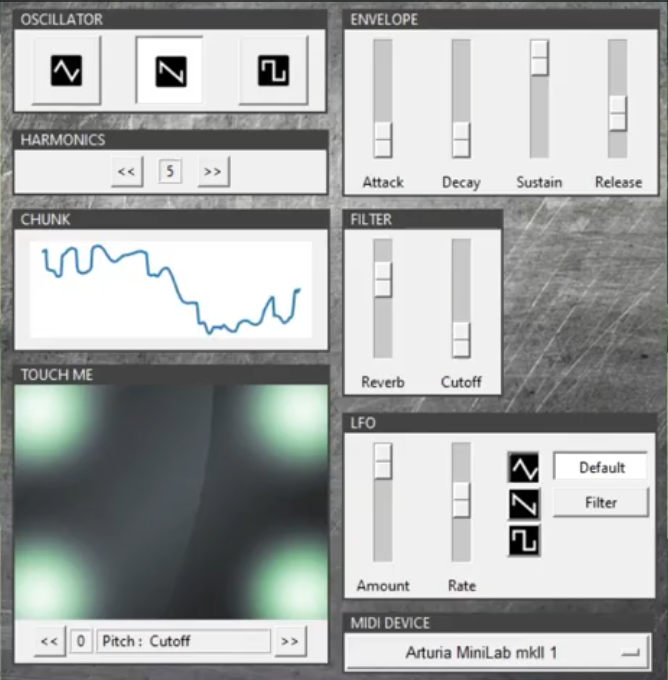 OSCILLATOR
HARMONICS
<< 5 >>
CHUNK
TOUCH ME
<< 0 Pitch : Cutoff >>
ENVELOPE
Attack Decay Sustain Release
FILTER
Reverb Cutoff
LFO
Default
Filter
Amount Rate
MIDI DEVICE
Arturia MiniLab mkII 1